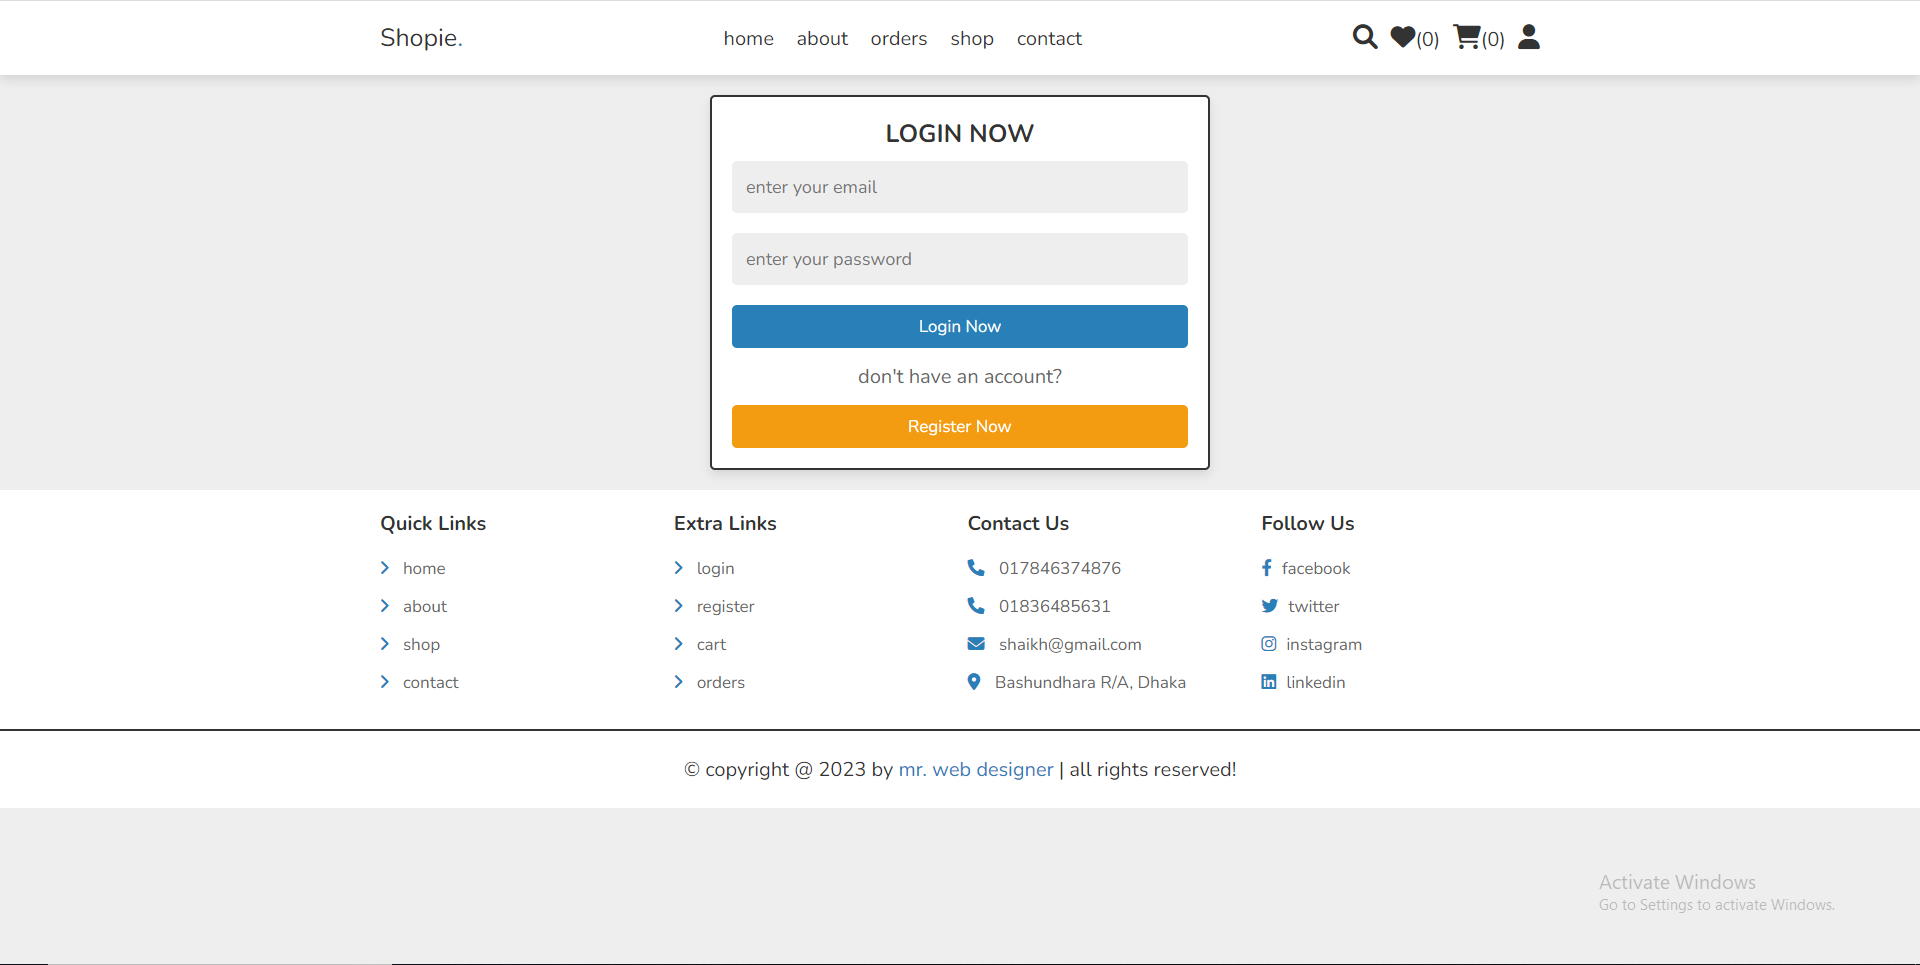 Shopie.
home about orders shop contact
(0) (0)
LOGIN NOW
enter your email
enter your password
Login Now
don't have an account?
Register Now
Quick Links
home
about
shop
contact
Extra Links
login
register
cart
orders
Contact Us
017846374876
01836485631
shaikh@gmail.com
Bashundhara R/A, Dhaka
Follow Us
facebook
twitter
instagram
linkedin
© copyright @ 2023 by mr. web designer | all rights reserved!
Activate Windows
Go to Settings to activate Windows.